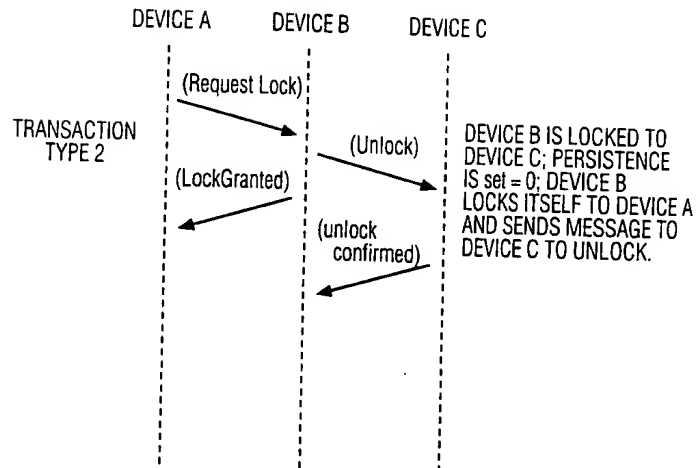 DEVICE A
DEVICE B
DEVICE C
(Request Lock)
TRANSACTION
TYPE 2
(Unlock)
(LockGranted)
(unlock
confirmed)
DEVICE B IS LOCKED TO
DEVICE C; PERSISTENCE
IS set = 0; DEVICE B
LOCKS ITSELF TO DEVICE A
AND SENDS MESSAGE TO
DEVICE C TO UNLOCK.